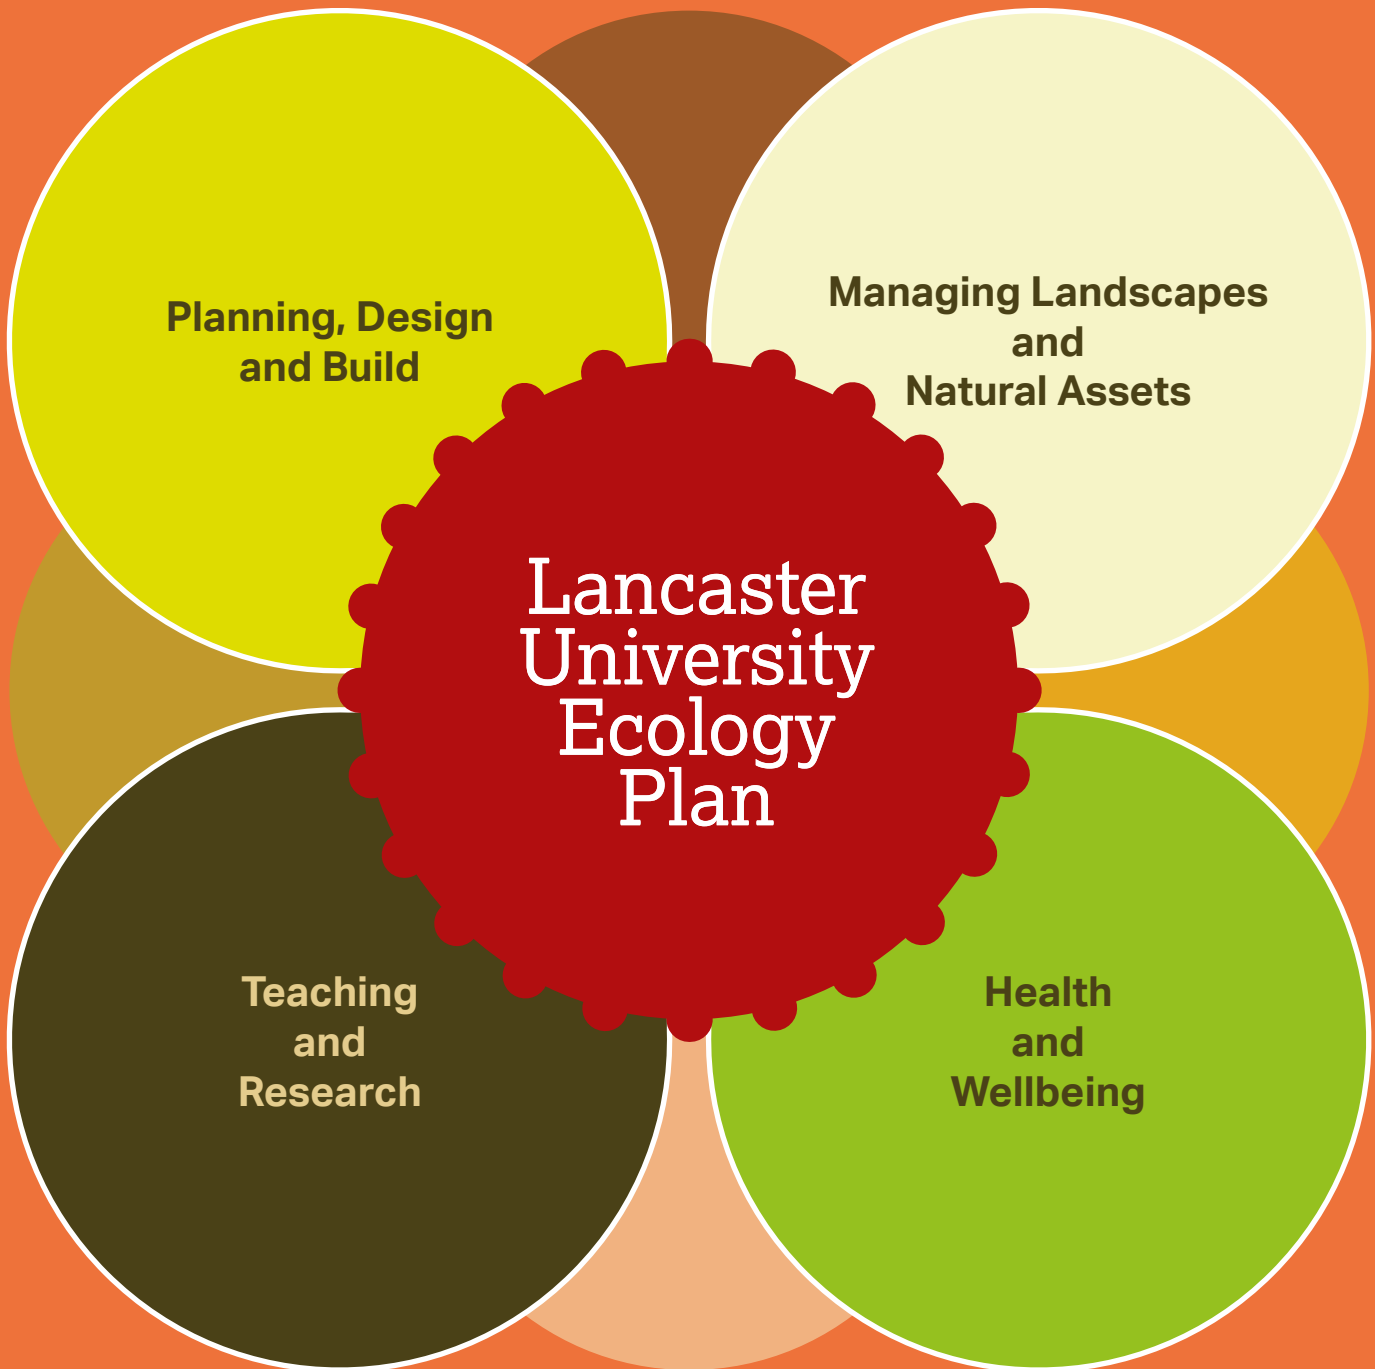 Planning, Design
and Build
Managing Landscapes
and
Natural Assets
Lancaster
University
Ecology
Plan
Teaching
and
Research
Health
and
Wellbeing